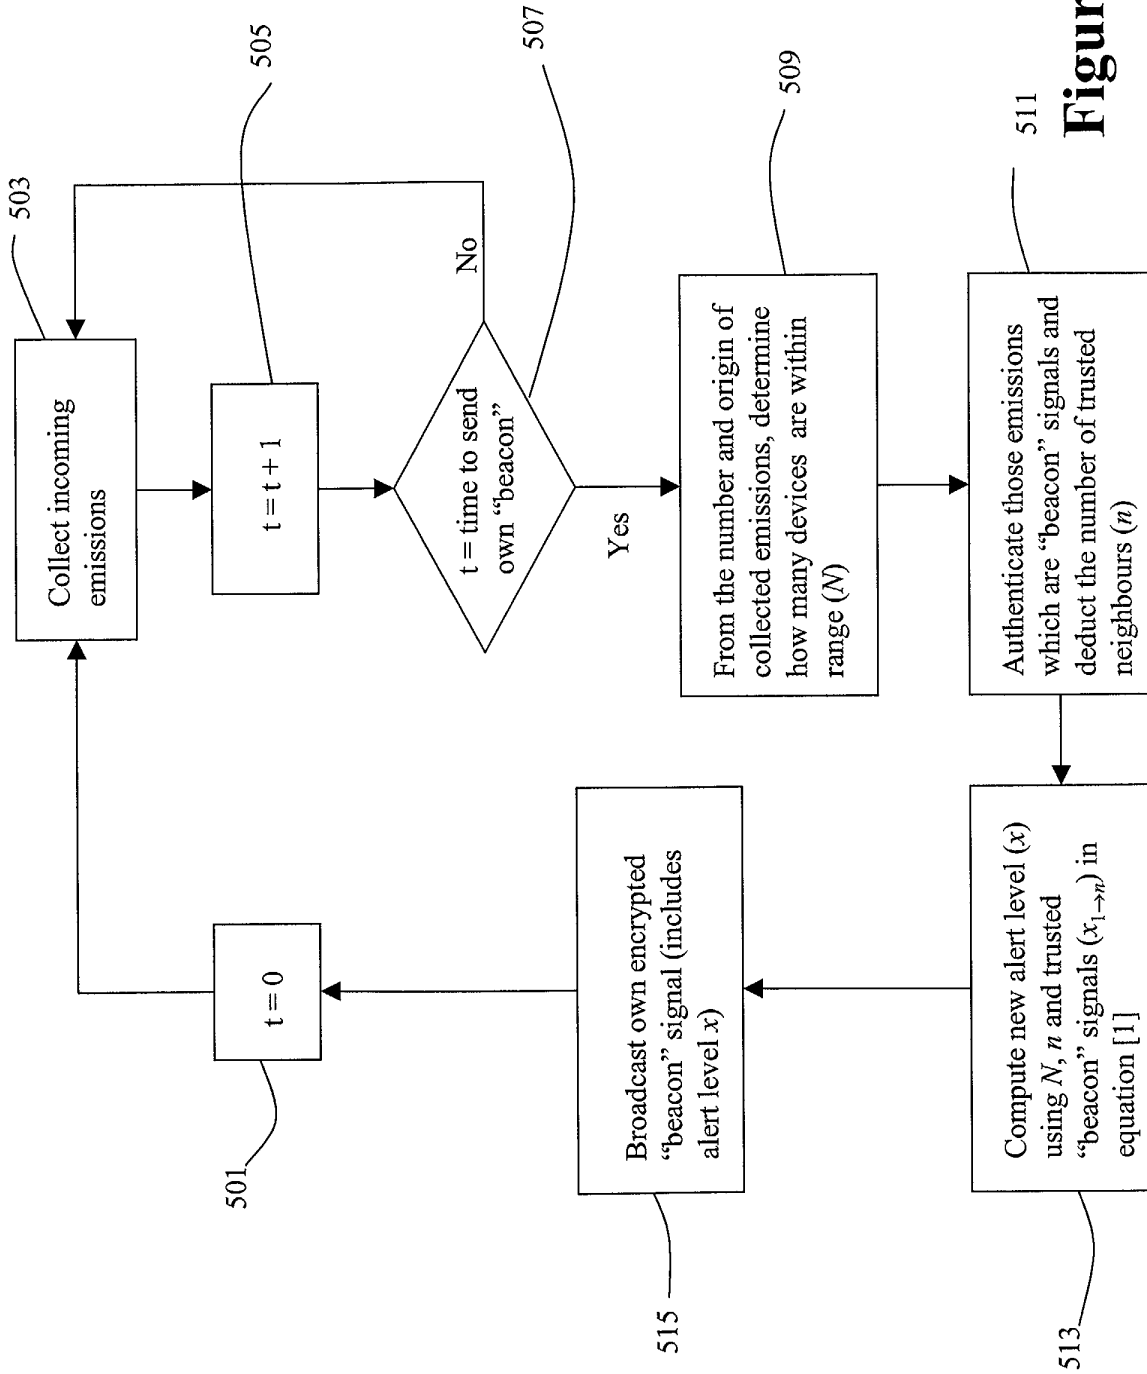 503
Collect incoming
emissions
505
t = t + 1
507
t = time to send
own “beacon”
No
Yes
509
From the number and origin of
collected emissions, determine
how many devices are within
range (N)
511
Authenticate those emissions
which are “beacon” signals and
deduct the number of trusted
neighbours (n)
513
Compute new alert level (x)
using N, n and trusted
“beacon” signals (x1→n) in
equation [1]
515
Broadcast own encrypted
“beacon” signal (includes
alert level x)
501
t = 0